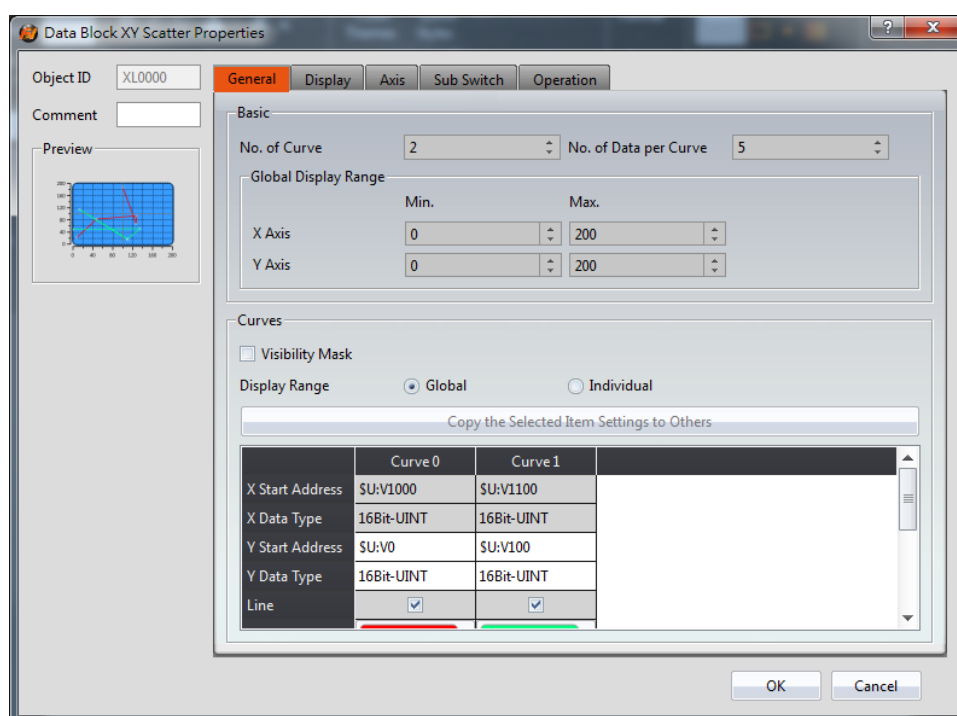 Data Block XY Scatter Properties
?
X
Object ID XL0000
Comment
Preview
General Display Axis Sub Switch Operation
Basic
No. of Curve 2 No. of Data per Curve 5
Global Display Range
Min. Max.
X Axis 0 200
Y Axis 0 200
Curves
Visibility Mask
Display Range Global Individual
Copy the Selected Item Settings to Others
Curve 0 Curve 1
X Start Address $U:V1000 $U:V1100
X Data Type 16Bit-UINT 16Bit-UINT
Y Start Address $U:V0 $U:V100
Y Data Type 16Bit-UINT 16Bit-UINT
Line
OK Cancel